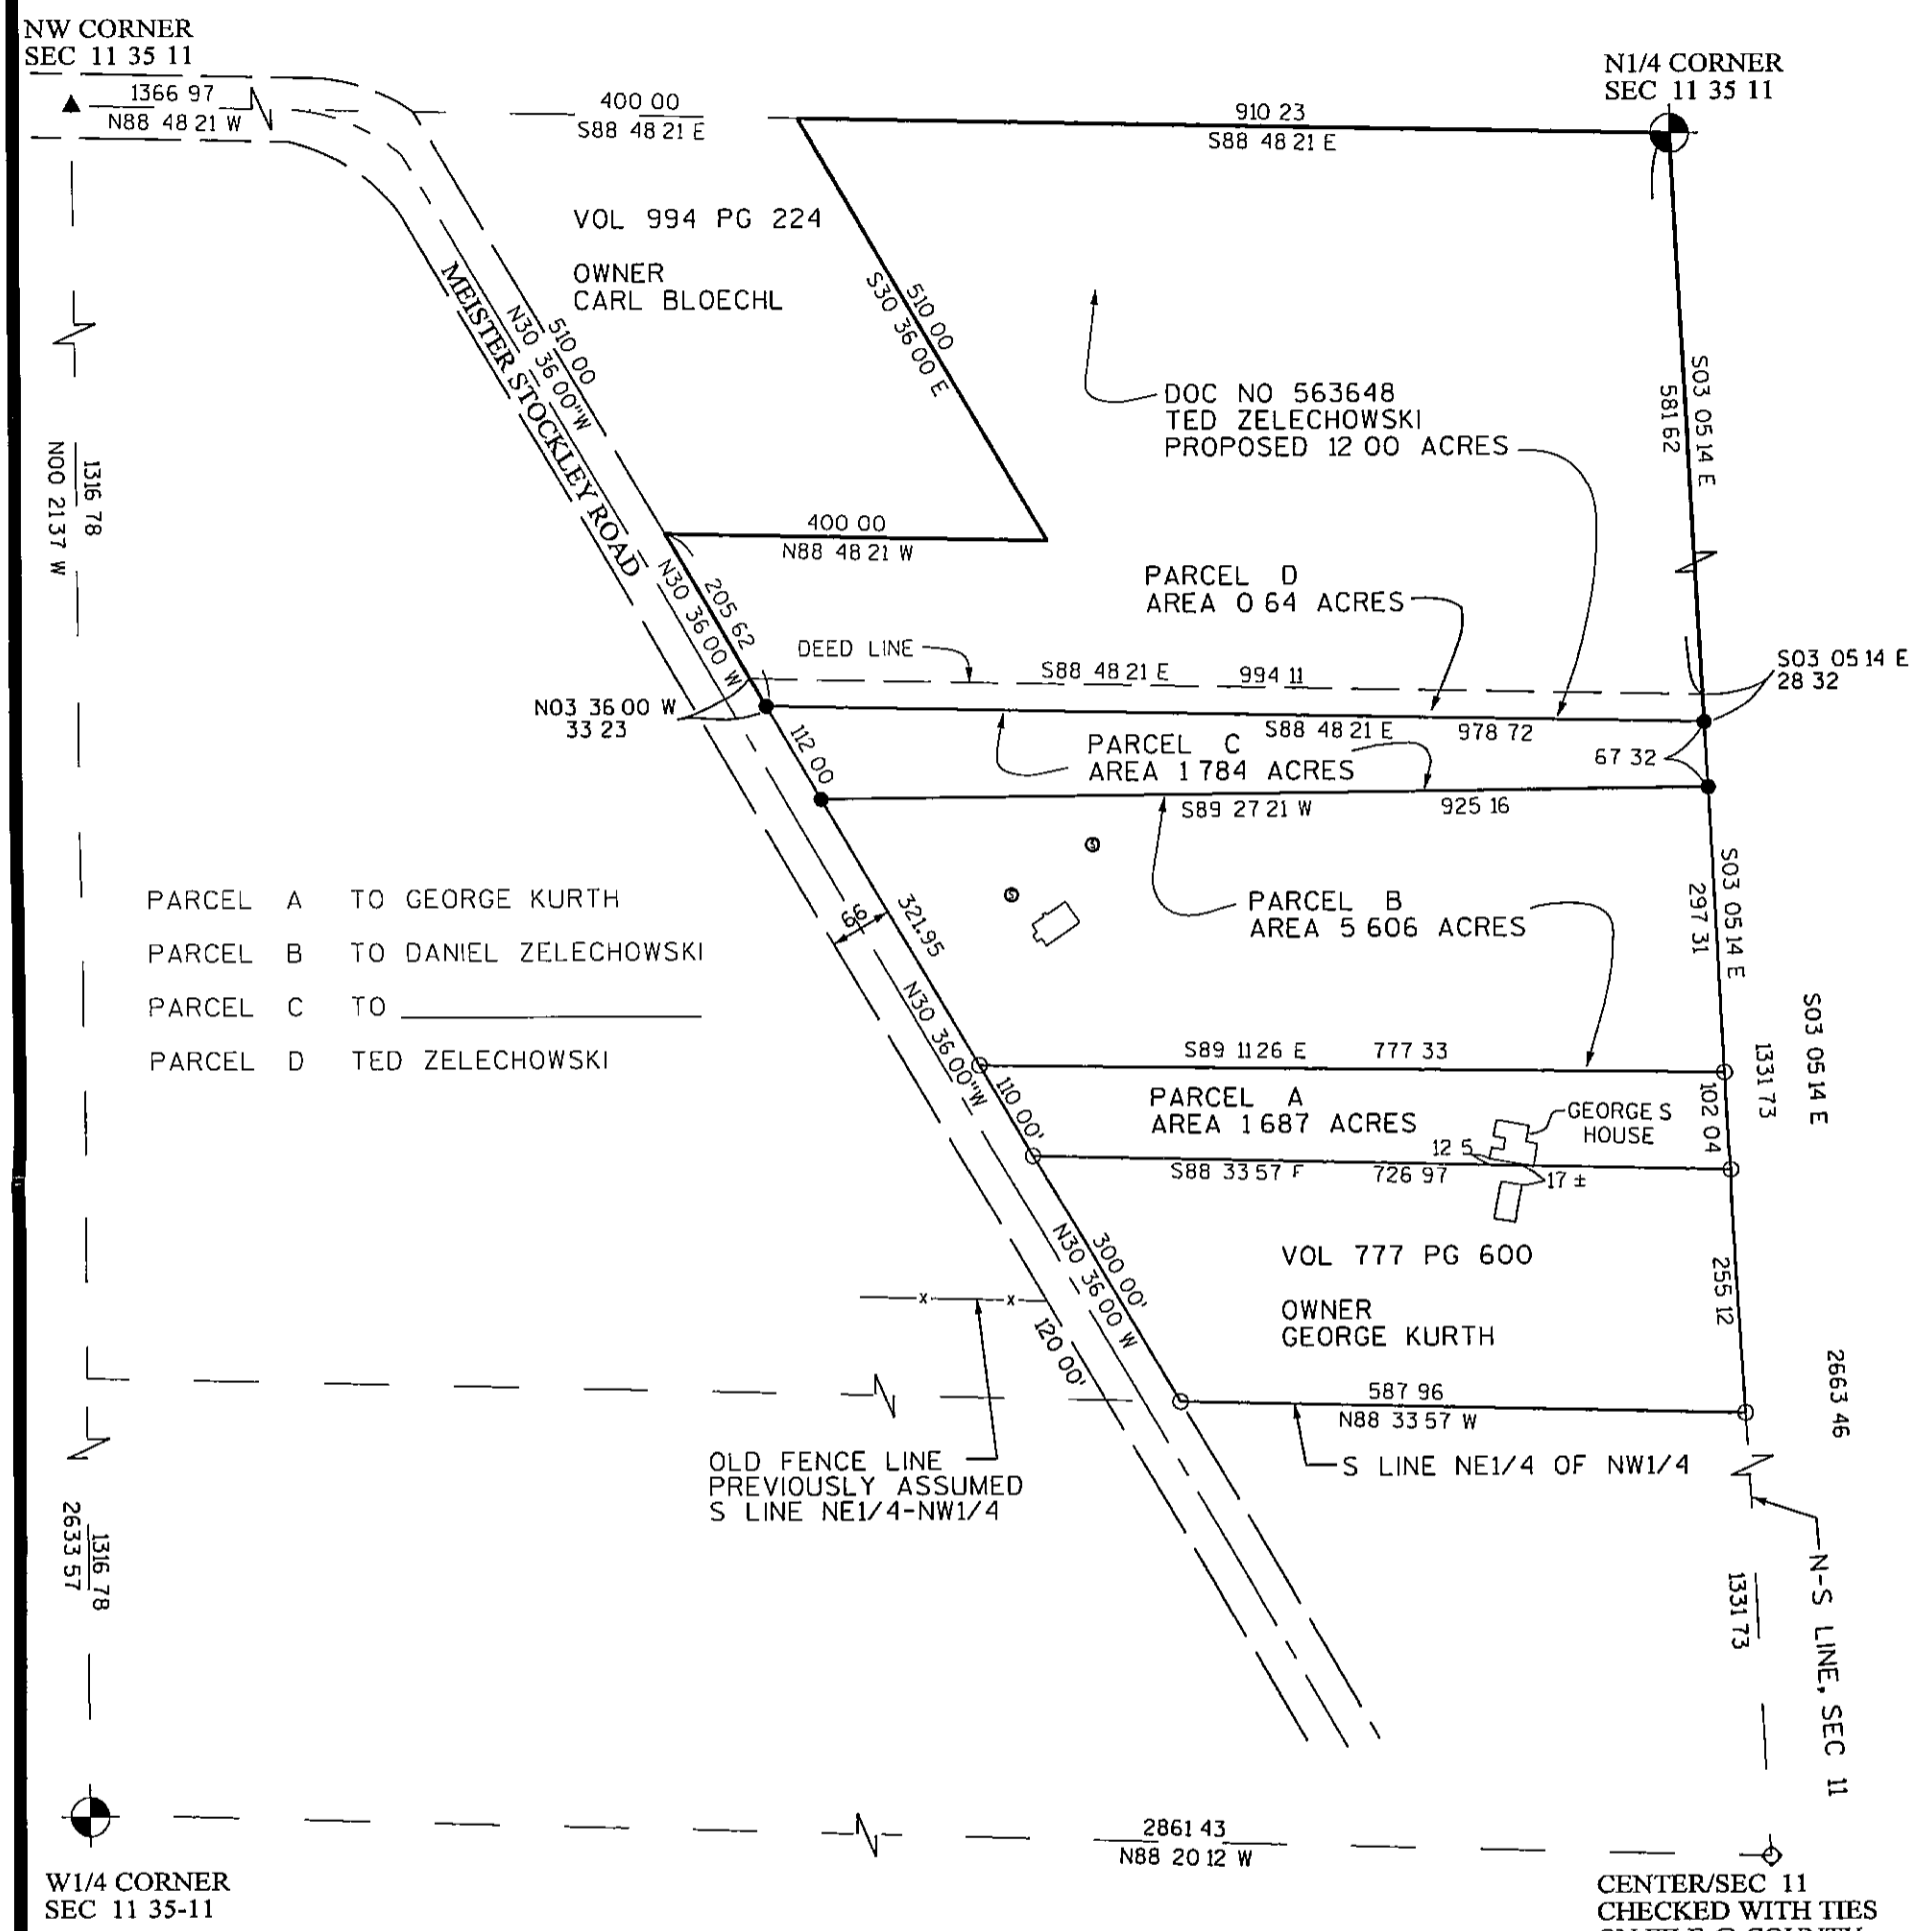 NW CORNER
SEC 11 35 11
N1/4 CORNER
SEC 11 35 11
1366 97
N88 48 21 W
400 00
S88 48 21 E
910 23
S88 48 21 E
VOL 994 PG 224
OWNER
CARL BLOECHL
510 00
S30 36 00 E
510 00
N30 36 00"W
MEISTER STOCKLEY ROAD
DOC NO 563648
TED ZELECHOWSKI
PROPOSED 12 00 ACRES
S03 05 14 E
581 62
1316 78
N00 21 37 W
400 00
N88 48 21 W
PARCEL D
AREA 0 64 ACRES
205 62
N30 36 00 W
DEED LINE
S88 48 21 E 994 11
S03 05 14 E
28 32
N03 36 00 W
33 23
S88 48 21 E 978 72
PARCEL C
AREA 1 784 ACRES
67 32
112 00
S89 27 21 W 925 16
PARCEL A TO GEORGE KURTH
PARCEL B TO DANIEL ZELECHOWSKI
PARCEL C TO
PARCEL D TED ZELECHOWSKI
66
321.95
N30 36 00"W
S
S
PARCEL B
AREA 5 606 ACRES
S03 05 14 E
297 31
S89 11 26 E 777 33
110 00'
PARCEL A
AREA 1 687 ACRES
GEORGE S
HOUSE
102 04
1331 73
S03 05 14 E
12 5
S88 33 57 E 726 97
17 ±
300 00'
N30 36 00 W
VOL 777 PG 600
OWNER
GEORGE KURTH
255 12
2663 46
x x
120 00'
587 96
N88 33 57 W
S LINE NE1/4 OF NW1/4
OLD FENCE LINE
PREVIOUSLY ASSUMED
S LINE NE1/4-NW1/4
1316 78
2633 57
1331 73
N-S LINE, SEC 11
2861 43
N88 20 12 W
W1/4 CORNER
SEC 11 35-11
CENTER/SEC 11
CHECKED WITH TIES